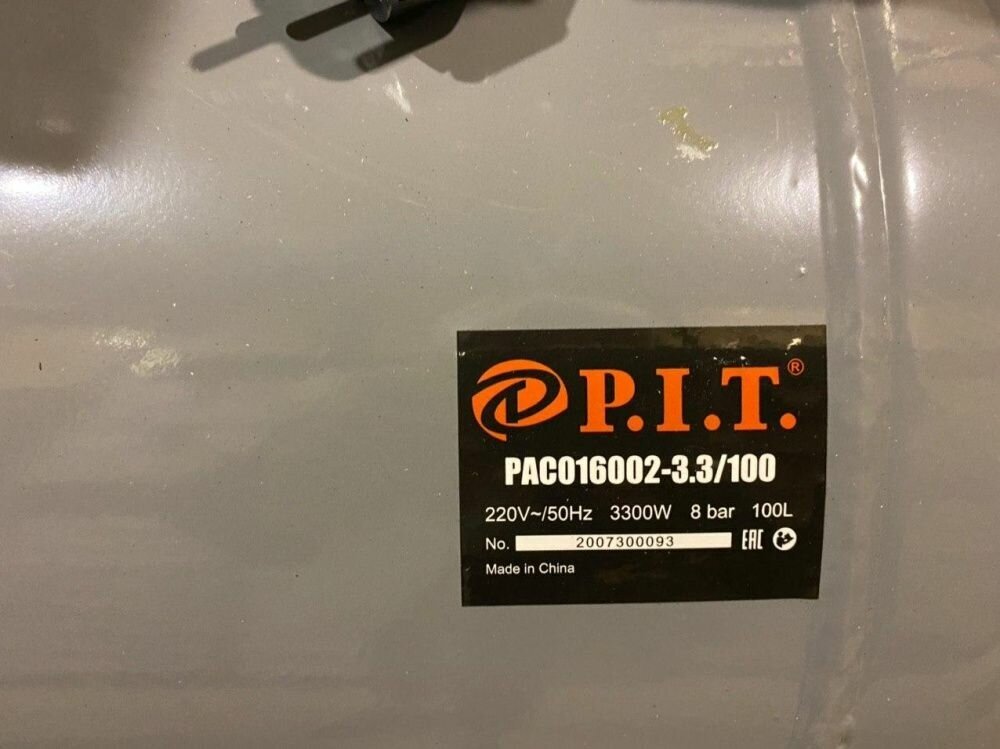 P.I.T.®
PAC016002-3.3/100
220V~/50Hz 3300W 8 bar 100L
No. 2007300093 EAC
Made in China